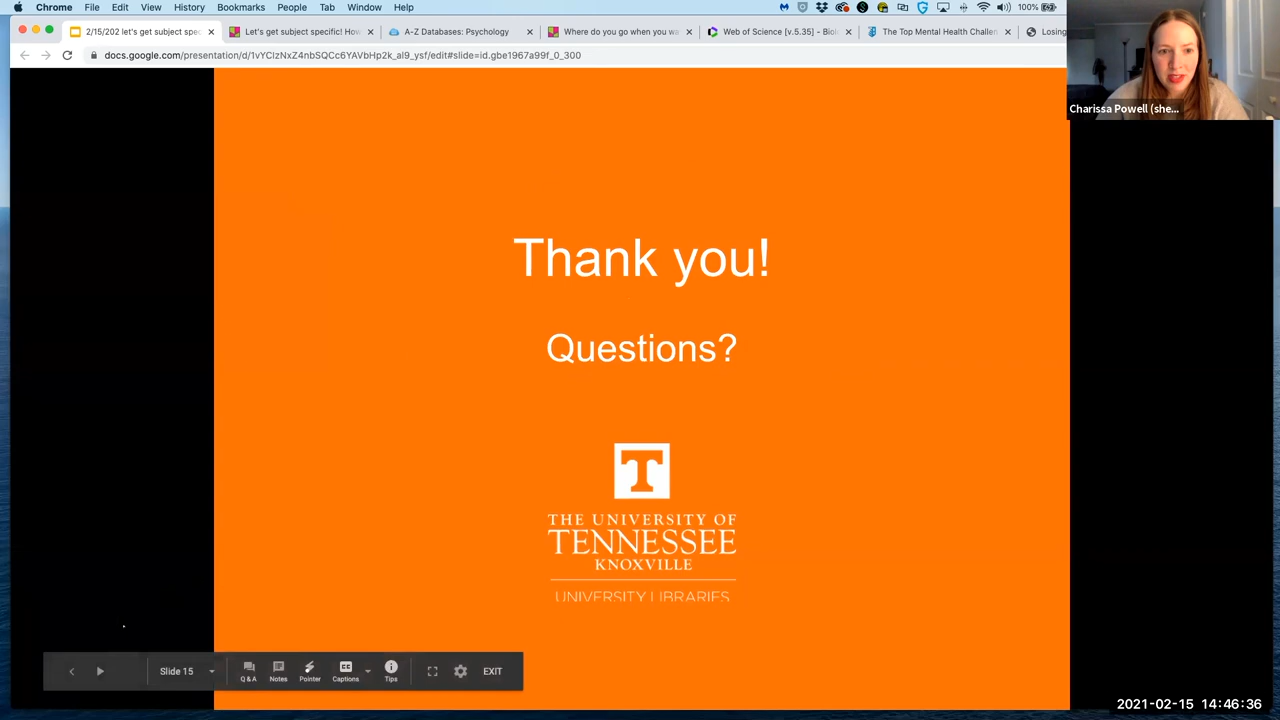 Chrome File Edit View History Bookmarks People Tab Window Help 100%
2/15/202 let's get subject spec
Let's get subject specific! How
A-Z Databases: Psychology
Where do you go when you wa
Web of Science [v.5.35] - Bio
The Top Mental Health Challen
Losing
docs.google.com/presentation/d/1vYCIzNxZ4nbSQCc6YAVbHp2k_al9_ysf/edit#slide=id.gbe1967a99f_0_300
Charissa Powell (she...
Thank you!
Questions?
T
THE UNIVERSITY OF
TENNESSEE
KNOXVILLE
UNIVERSITY LIBRARIES
Slide 15
Q & A
Notes
Pointer
CC
Captions
Tips
EXIT
2021-02-15 14:46:36